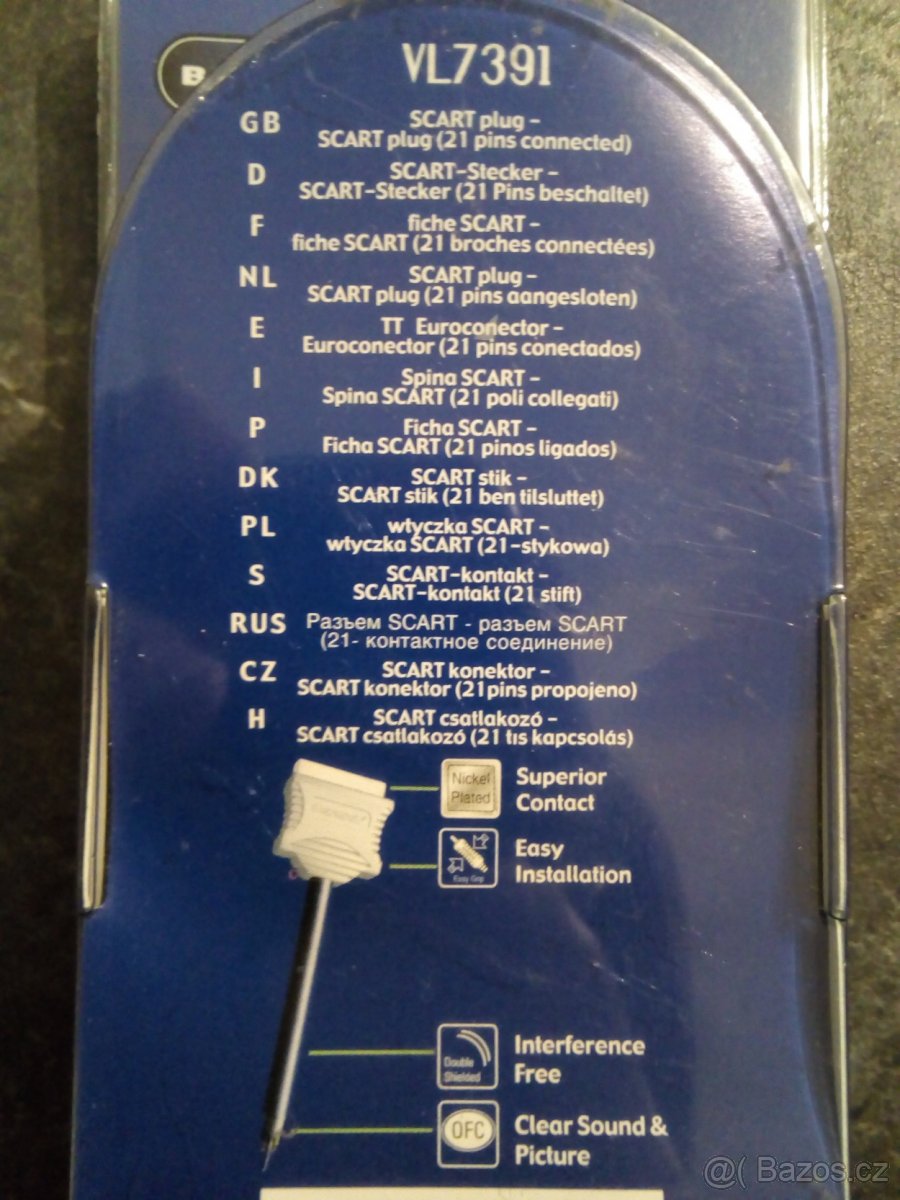 B
VL7391
GB SCART plug –
SCART plug (21 pins connected)
D SCART-Stecker –
SCART-Stecker (21 Pins beschaltet)
F fiche SCART –
fiche SCART (21 broches connectées)
NL SCART plug –
SCART plug (21 pins aangesloten)
E TT Euroconector –
Euroconector (21 pins conectados)
I Spina SCART –
Spina SCART (21 poli collegati)
P Ficha SCART –
Ficha SCART (21 pinos ligados)
DK SCART stik –
SCART stik (21 ben tilsluttet)
PL wtyczka SCART –
wtyczka SCART (21-stykowa)
S SCART-kontakt –
SCART-kontakt (21 stift)
RUS Разъем SCART - разъем SCART
(21- контактное соединение)
CZ SCART konektor –
SCART konektor (21pins propojeno)
H SCART csatlakozó –
SCART csatlakozó (21 tıs kapcsolás)
Nickel
Plated
Superior
Contact
Easy Grip
Easy
Installation
Double
Shielded
Interference
Free
OFC
Clear Sound &
Picture
@( Bazos.cz